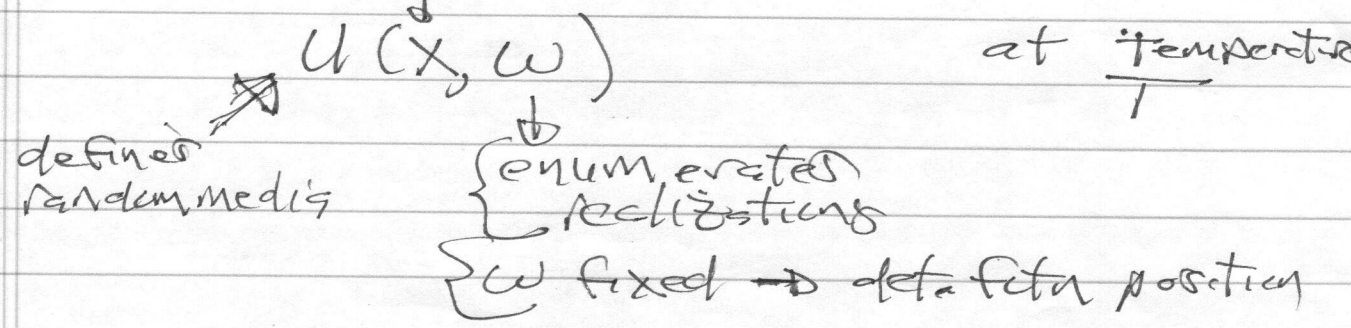 U(x, ω) at temperature
T
defines
random media
enumerates
realizations
ω fixed → det. fctn position